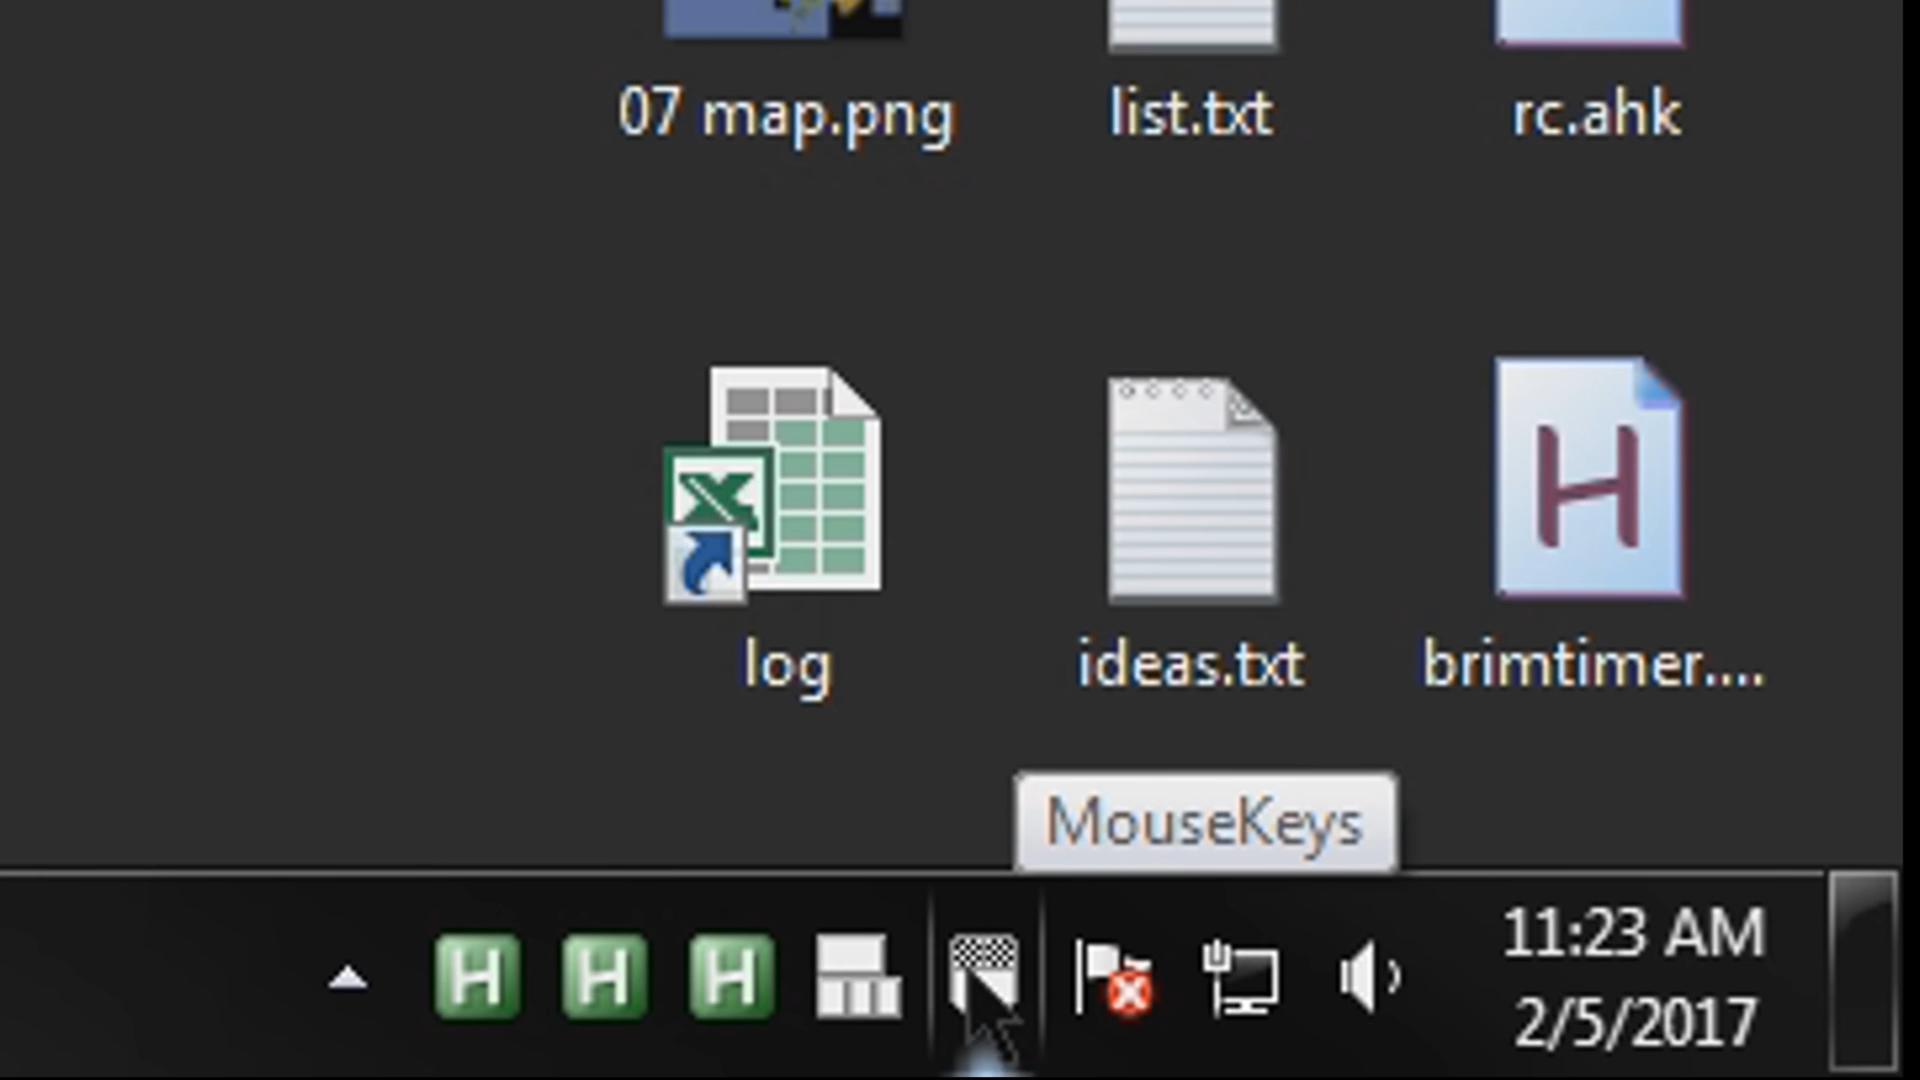 07 map.png
list.txt
rc.ahk
log
ideas.txt
brimtimer....
MouseKeys
H H H
11:23 AM
2/5/2017